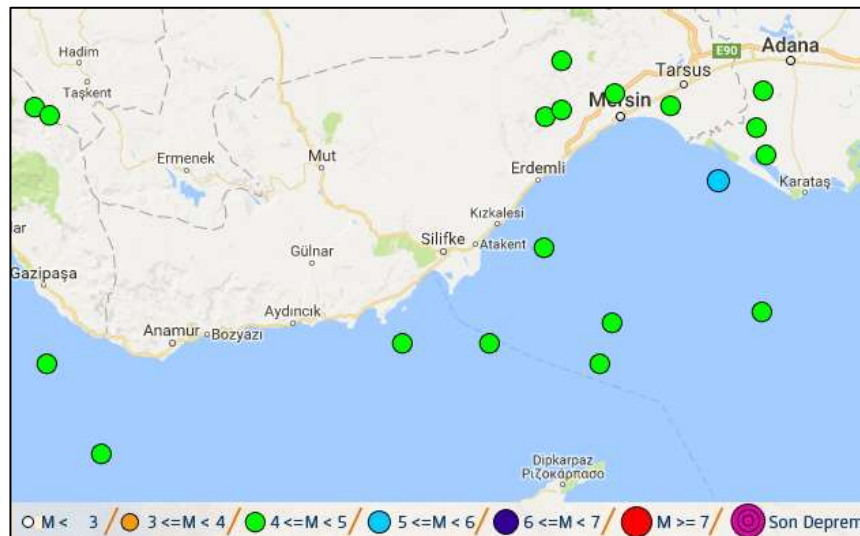 Hadim
Taşkent
Ermenek
Mut
E90
Adana
Tarsus
Mersin
Erdemli
Karataş
Kızkalesi
Silifke
Atakent
ar
Gazipaşa
Gülnar
Aydıncık
Anamur
Bozyazı
Dipkarpaz
Ριζοκάρπασο
M < 3
3 <=M < 4
4 <=M < 5
5 <=M < 6
6 <=M < 7
M >= 7
Son Deprem